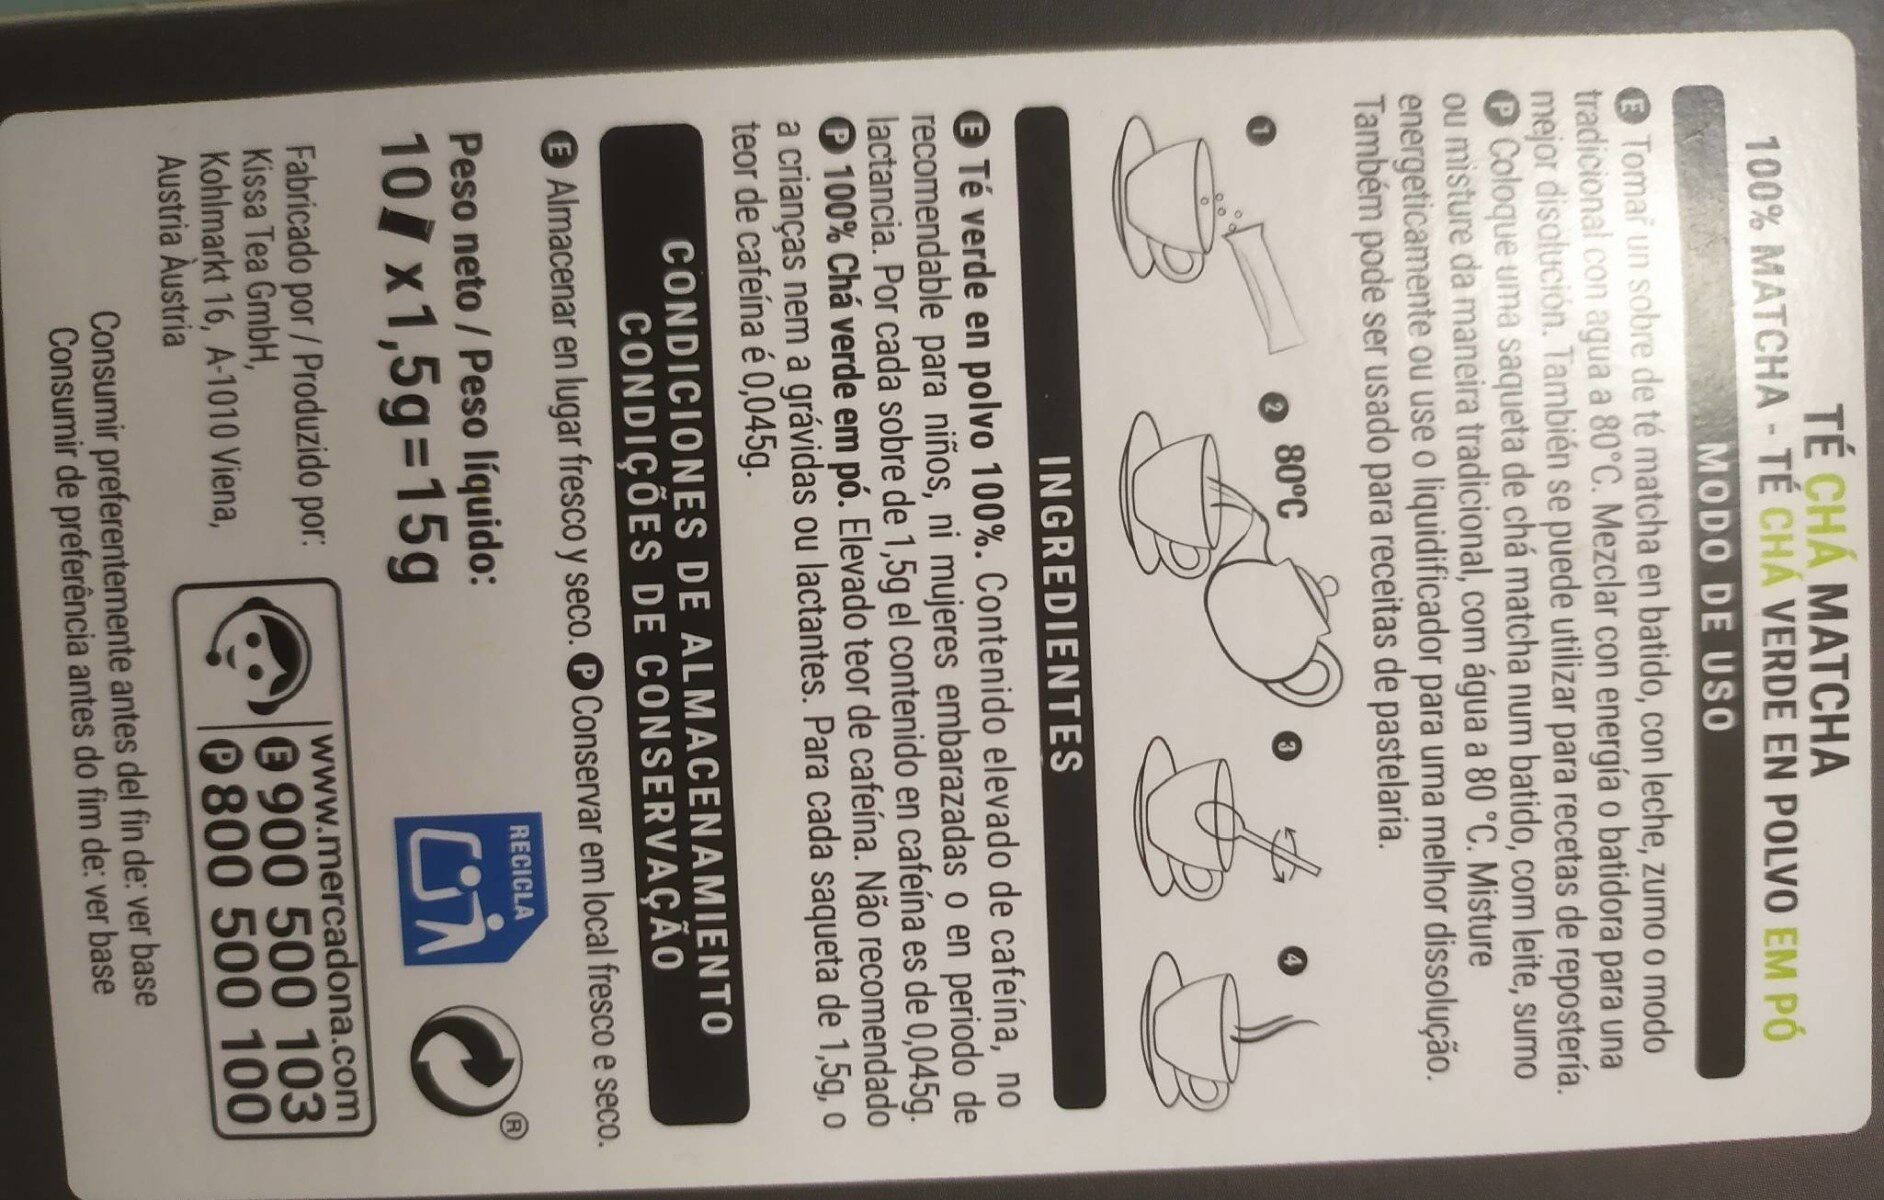 TÉ CHÁ MATCHA
100% MATCHA - TÉ CHÁ VERDE EN POLVO EM PÓ
MODO DE USO
E Tomar un sobre de té matcha en batido, con leche, zumo o modo
tradicional con agua a 80°C. Mezclar con energía o batidora para una
mejor disolución. También se puede utilizar para recetas de repostería.
P Coloque uma saqueta de chá matcha num batido, com leite, sumo
ou misture da maneira tradicional, com água a 80 °C. Misture
energeticamente ou use o liquidificador para uma melhor dissolução.
Também pode ser usado para receitas de pastelaria.
1 2 80ºC 3 4
INGREDIENTES
E Té verde en polvo 100%. Contenido elevado de cafeína, no
recomendable para niños, ni mujeres embarazadas o en periodo de
lactancia. Por cada sobre de 1,5g el contenido en cafeína es de 0,045g.
P 100% Chá verde em pó. Elevado teor de cafeína. Não recomendado
a crianças nem a grávidas ou lactantes. Para cada saqueta de 1,5g, o
teor de cafeína é 0,045g.
CONDICIONES DE ALMACENAMIENTO
CONDIÇÕES DE CONSERVAÇÃO
E Almacenar en lugar fresco y seco. P Conservar em local fresco e seco.
Peso neto / Peso líquido:
10 x 1,5g=15g
RECICLA
®
Fabricado por / Produzido por:
Kissa Tea GmbH,
Kohlmarkt 16, A-1010 Viena,
Austria Àustria
www.mercadona.com
E 900 500 103
P 800 500 100
Consumir preferentemente antes del fin de: ver base
Consumir de preferência antes do fim de: ver base